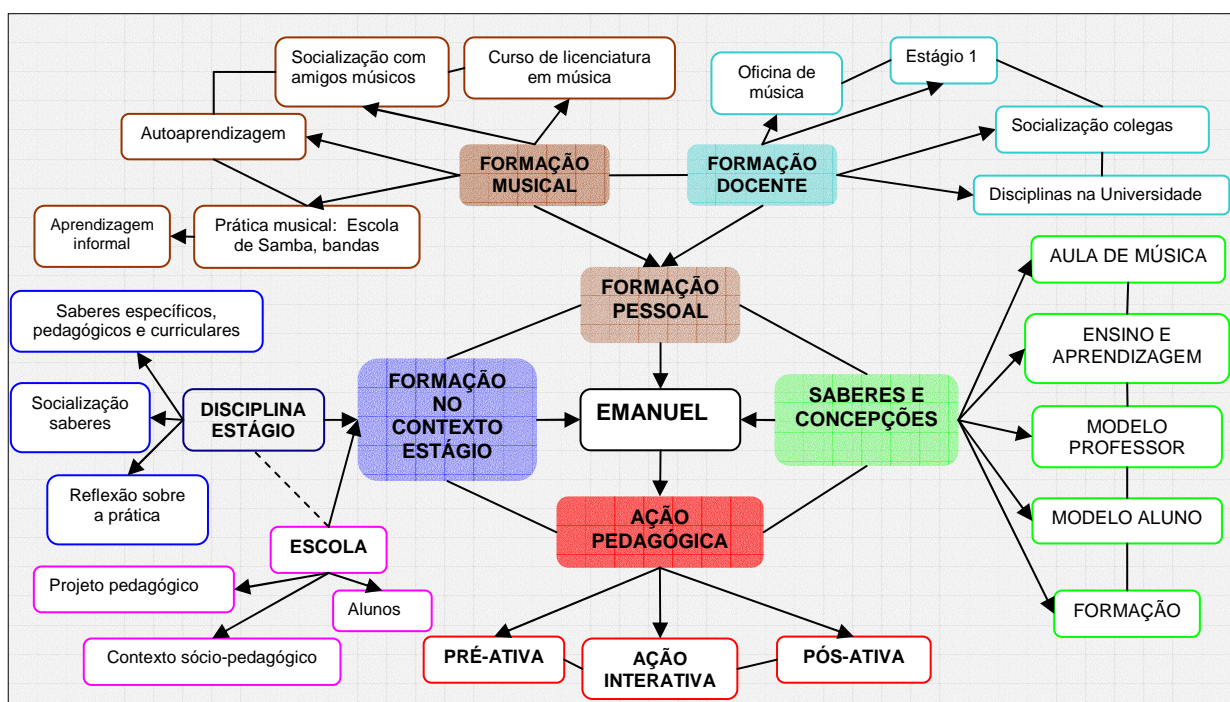 Socialização com
amigos músicos
Curso de licenciatura
em música
Oficina de
música
Estágio 1
Autoaprendizagem
Socialização colegas
FORMAÇÃO
MUSICAL
FORMAÇÃO
DOCENTE
Disciplinas na Universidade
Aprendizagem
informal
Prática musical: Escola
de Samba, bandas
AULA DE MÚSICA
FORMAÇÃO
PESSOAL
Saberes específicos,
pedagógicos e curriculares
ENSINO E
APRENDIZAGEM
Socialização
saberes
DISCIPLINA
ESTÁGIO
FORMAÇÃO
NO
CONTEXTO
ESTÁGIO
EMANUEL
SABERES E
CONCEPÇÕES
MODELO
PROFESSOR
Reflexão sobre
a prática
AÇÃO
PEDAGÓGICA
MODELO ALUNO
ESCOLA
Projeto pedagógico
Alunos
FORMAÇÃO
Contexto sócio-pedagógico
PRÉ-ATIVA
AÇÃO
INTERATIVA
PÓS-ATIVA